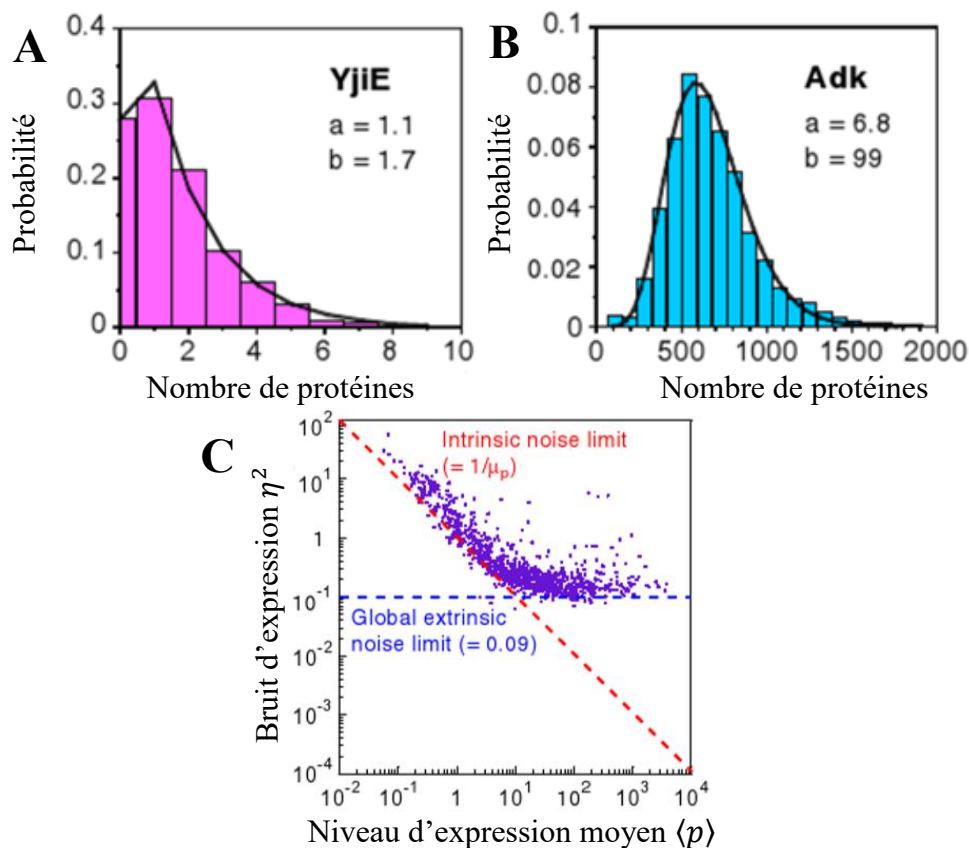 A
Probabilité
0.4
0.3
0.2
0.1
0
YjiE
a = 1.1
b = 1.7
0 2 4 6 8 10
Nombre de protéines
B
Probabilité
0.1
0.08
0.06
0.04
0.02
0
Adk
a = 6.8
b = 99
0 500 1000 1500 2000
Nombre de protéines
C
Bruit d'expression η²
10²
10¹
1
10⁻¹
10⁻²
10⁻³
10⁻⁴
Intrinsic noise limit
(= 1/μₚ)
Global extrinsic
noise limit (= 0.09)
10⁻² 10⁻¹ 1 10¹ 10² 10³ 10⁴
Niveau d'expression moyen ⟨p⟩